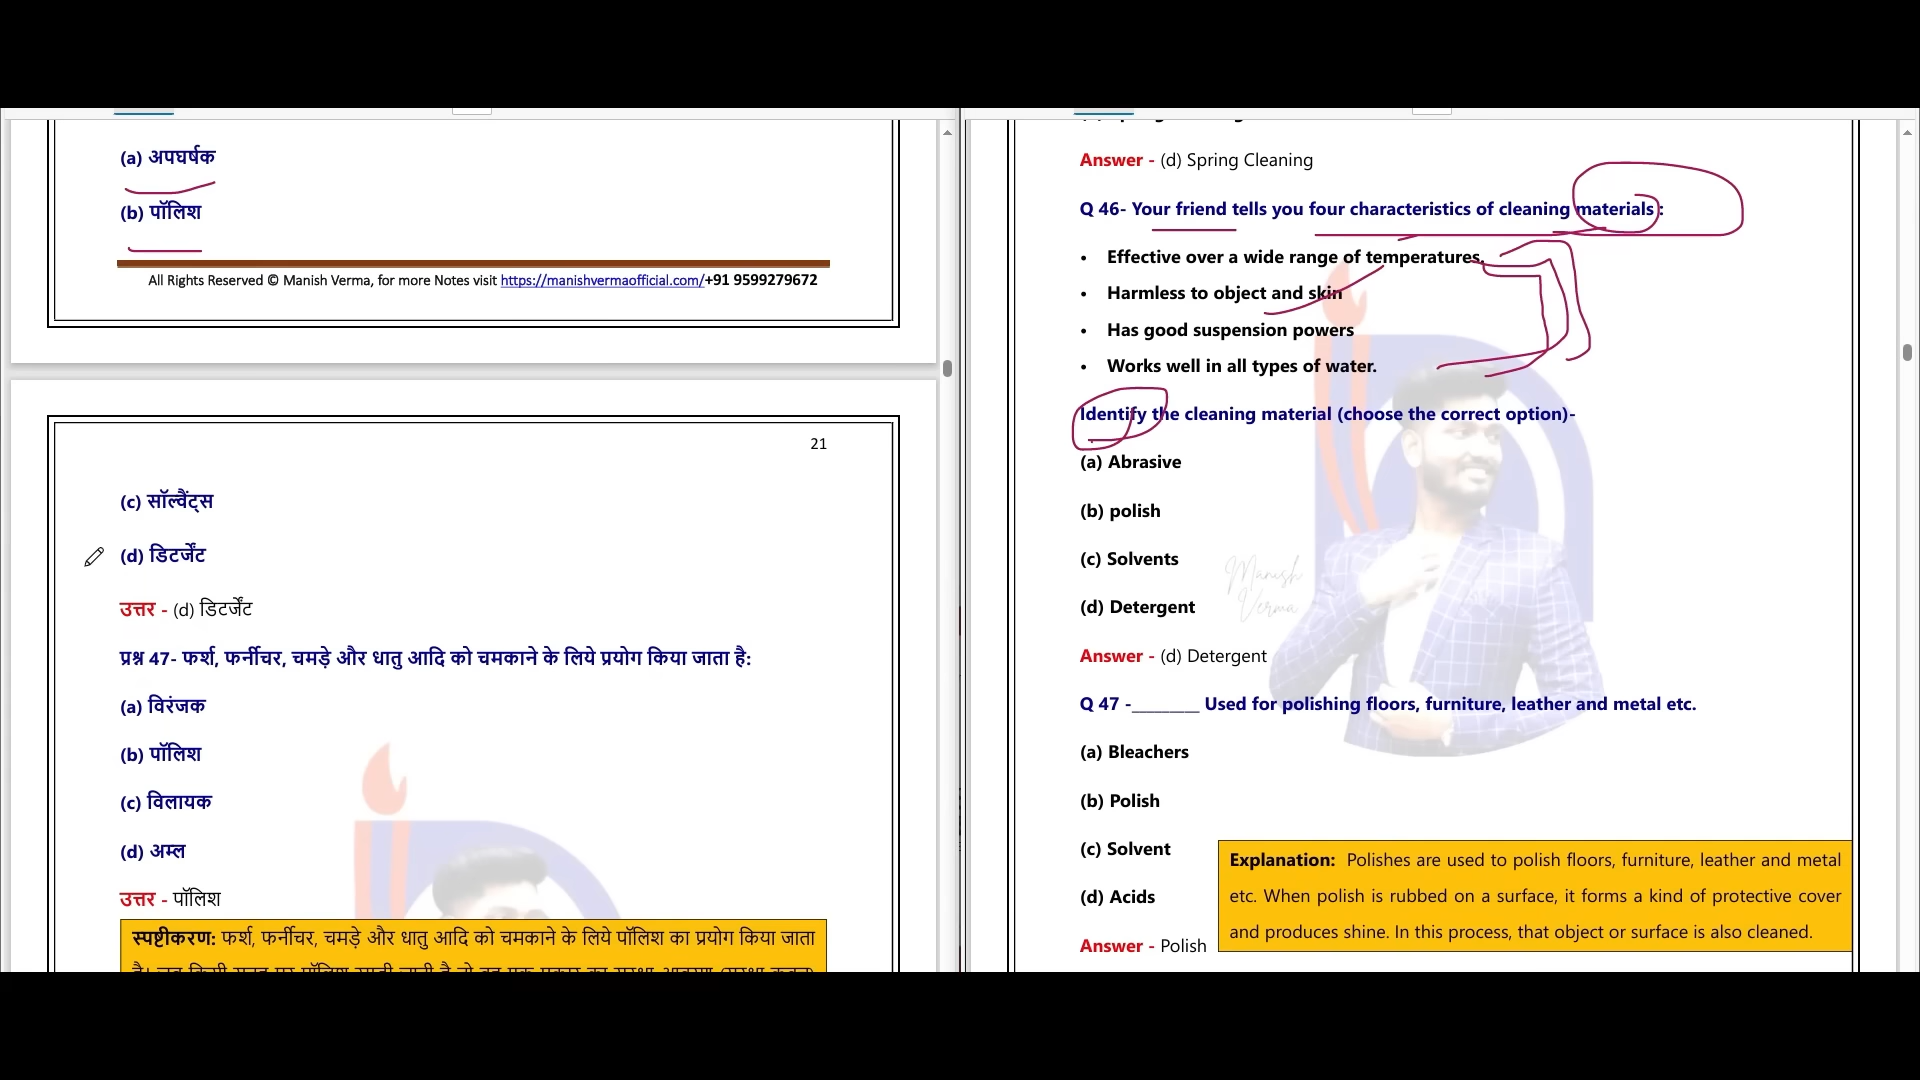 (a) अपघर्षक
(b) पॉलिश
All Rights Reserved © Manish Verma, for more Notes visit https://manishvermaofficial.com/+91 9599279672
21
(c) सॉल्वैंट्स
(d) डिटर्जेंट
उत्तर - (d) डिटर्जेंट
प्रश्न 47- फर्श, फर्नीचर, चमड़े और धातु आदि को चमकाने के लिये प्रयोग किया जाता है:
(a) विरंजक
(b) पॉलिश
(c) विलायक
(d) अम्ल
उत्तर - पॉलिश
स्पष्टीकरण: फर्श, फर्नीचर, चमड़े और धातु आदि को चमकाने के लिये पॉलिश का प्रयोग किया जाता
Answer - (d) Spring Cleaning
Q 46- Your friend tells you four characteristics of cleaning materials :
• Effective over a wide range of temperatures.
• Harmless to object and skin
• Has good suspension powers
• Works well in all types of water.
Identify the cleaning material (choose the correct option)-
(a) Abrasive
(b) polish
(c) Solvents
(d) Detergent
Manish
Verma
Answer - (d) Detergent
Q 47 -________ Used for polishing floors, furniture, leather and metal etc.
(a) Bleachers
(b) Polish
(c) Solvent
(d) Acids
Explanation: Polishes are used to polish floors, furniture, leather and metal
etc. When polish is rubbed on a surface, it forms a kind of protective cover
and produces shine. In this process, that object or surface is also cleaned.
Answer - Polish